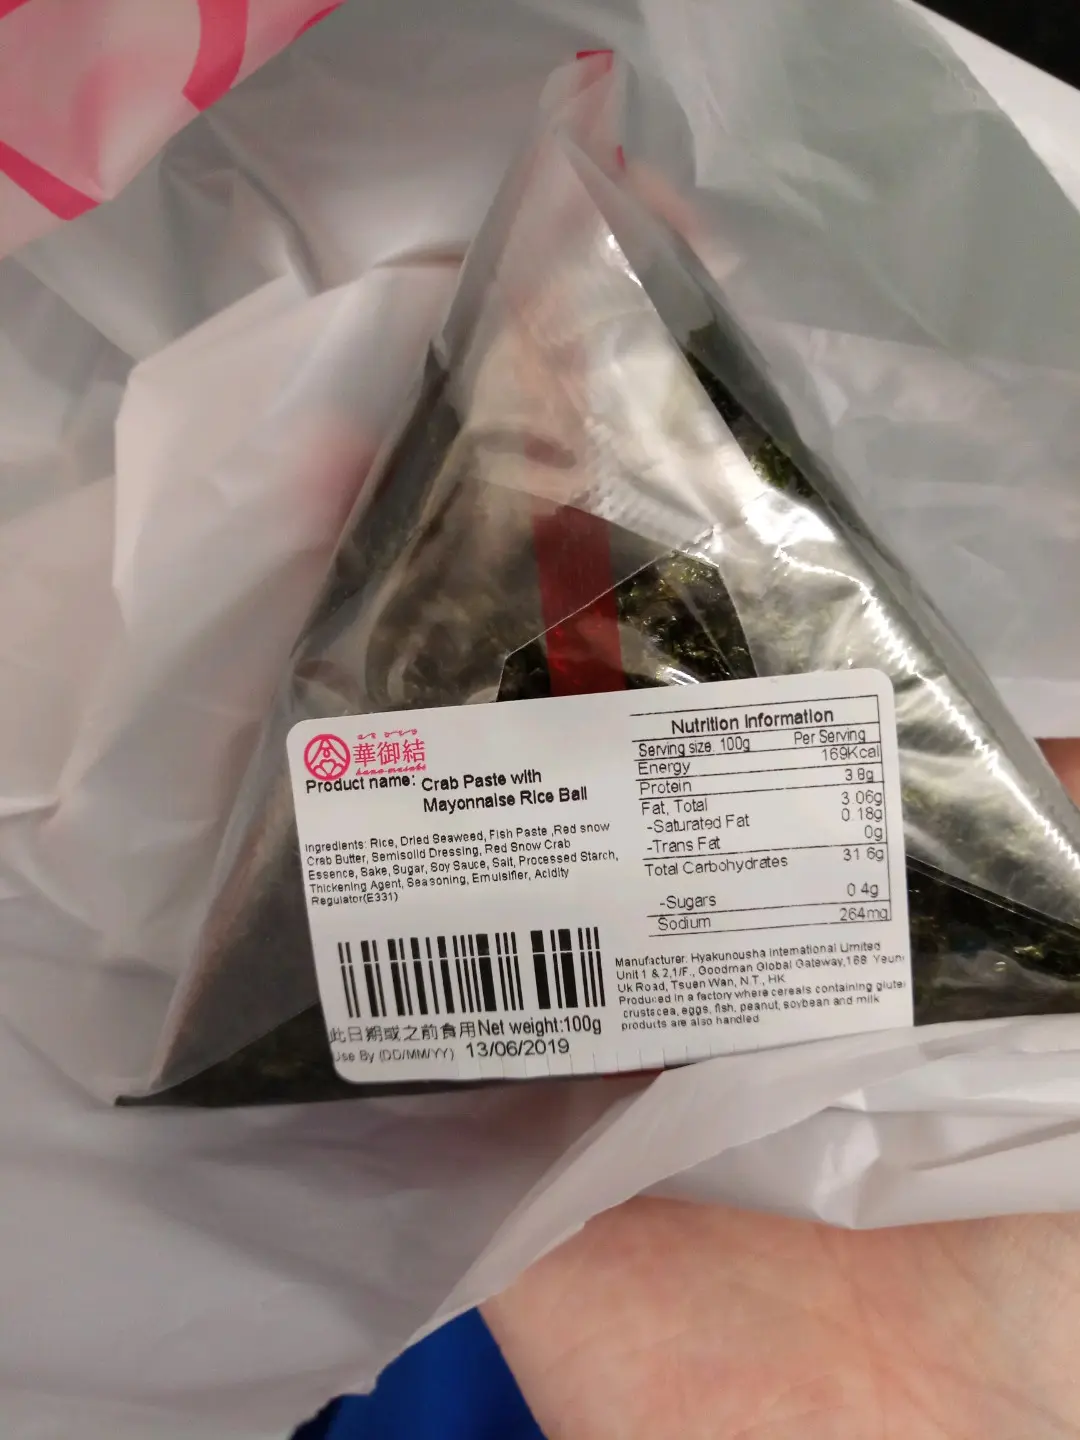 華御結
hana-musubi
Product name: Crab Paste with
Mayonnaise Rice Ball
Ingredients: Rice, Dried Seaweed, Fish Paste ,Red snow
Crab Butter, Semisolid Dressing, Red Snow Crab
Essence, Sake, Sugar, Soy Sauce, Salt, Processed Starch,
Thickening Agent, Seasoning, Emulsifier, Acidity
Regulator(E331)
此日期或之前食用 Net weight:100g
Use By (DD/MM/YY) 13/06/2019
Nutrition Information
Serving size 100g Per Serving
Energy 169Kcal
Protein 3.8g
Fat, Total 3.06g
-Saturated Fat 0.18g
-Trans Fat 0g
Total Carbohydrates 31.6g
-Sugars 0.4g
Sodium 264mg
Manufacturer: Hyakunousha International Limited
Unit 1 & 2,1/F., Goodman Global Gateway,168 Yeun
Uk Road, Tsuen Wan, N.T., HK
Produced in a factory where cereals containing glute
crustacea, eggs, fish, peanut, soybean and milk
products are also handled